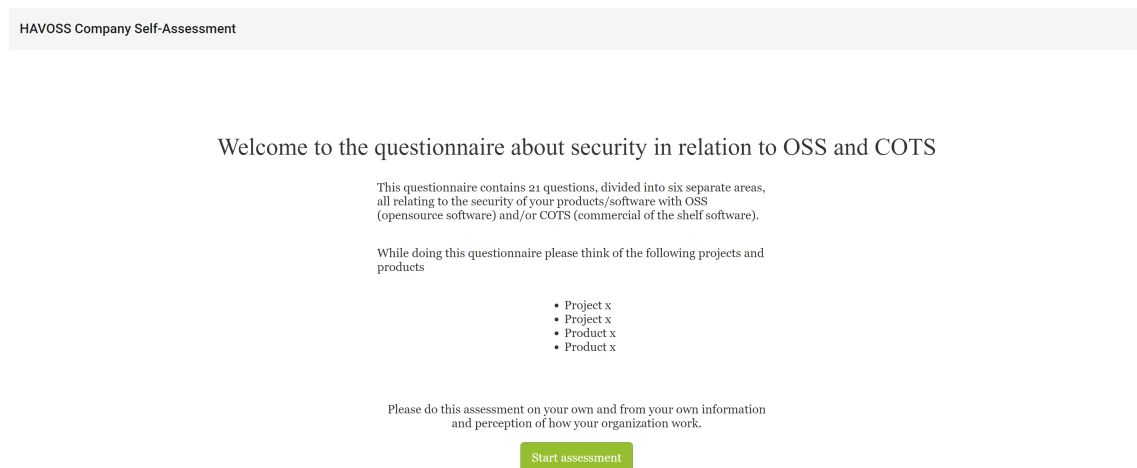 HAVOSS Company Self-Assessment
Welcome to the questionnaire about security in relation to OSS and COTS
This questionnaire contains 21 questions, divided into six separate areas,
all relating to the security of your products/software with OSS
(opensource software) and/or COTS (commercial of the shelf software).
While doing this questionnaire please think of the following projects and
products
• Project x
• Project x
• Product x
• Product x
Please do this assessment on your own and from your own information
and perception of how your organization work.
Start assessment